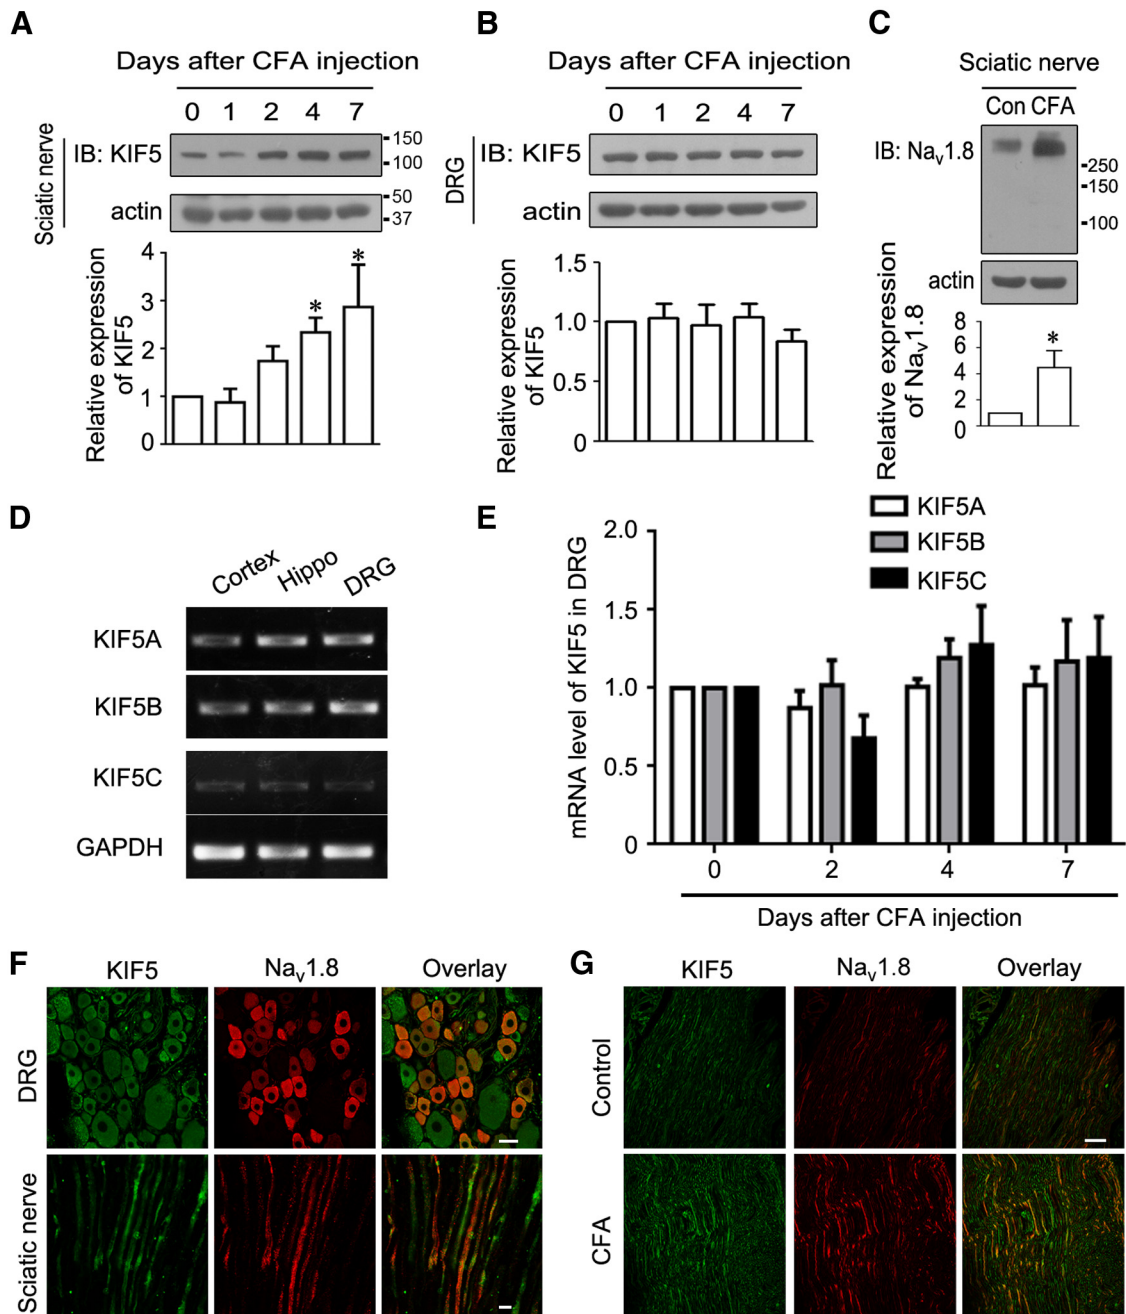 A
Days after CFA injection
0 1 2 4 7
Sciatic nerve
IB: KIF5
150
100
actin
50
37
Relative expression
of KIF5
4
3
2
1
0
*
*
B
Days after CFA injection
0 1 2 4 7
DRG
IB: KIF5
actin
Relative expression
of KIF5
1.5
1.0
0.5
0
C
Sciatic nerve
Con CFA
IB: Nav1.8
250
150
100
actin
Relative expression
of Nav1.8
8
6
4
2
0
*
D
Cortex Hippo DRG
KIF5A
KIF5B
KIF5C
GAPDH
E
KIF5A
KIF5B
KIF5C
mRNA level of KIF5 in DRG
2.0
1.5
1.0
0.5
0
0 2 4 7
Days after CFA injection
F
KIF5 Nav1.8 Overlay
DRG
Sciatic nerve
G
KIF5 Nav1.8 Overlay
Control
CFA